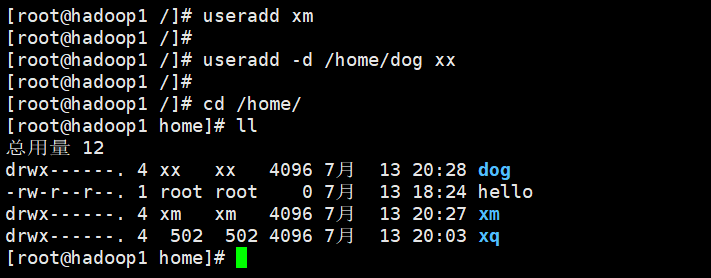 [root@hadoop1 /]# useradd xm
[root@hadoop1 /]#
[root@hadoop1 /]# useradd -d /home/dog xx
[root@hadoop1 /]#
[root@hadoop1 /]# cd /home/
[root@hadoop1 home]# ll
总用量 12
drwx------. 4 xx   xx   4096 7月  13 20:28 dog
-rw-r--r--. 1 root root    0 7月  13 18:24 hello
drwx------. 4 xm   xm   4096 7月  13 20:27 xm
drwx------. 4  502  502 4096 7月  13 20:03 xq
[root@hadoop1 home]#